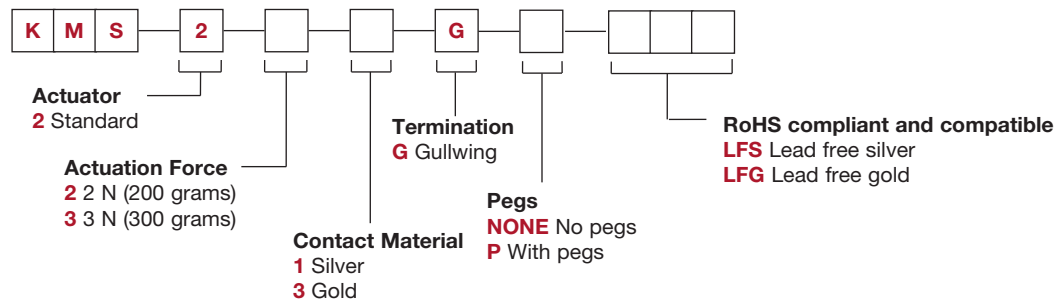 K M S 2 G
Actuator
2 Standard
Actuation Force
2 2 N (200 grams)
3 3 N (300 grams)
Contact Material
1 Silver
3 Gold
Termination
G Gullwing
Pegs
NONE No pegs
P With pegs
RoHS compliant and compatible
LFS Lead free silver
LFG Lead free gold